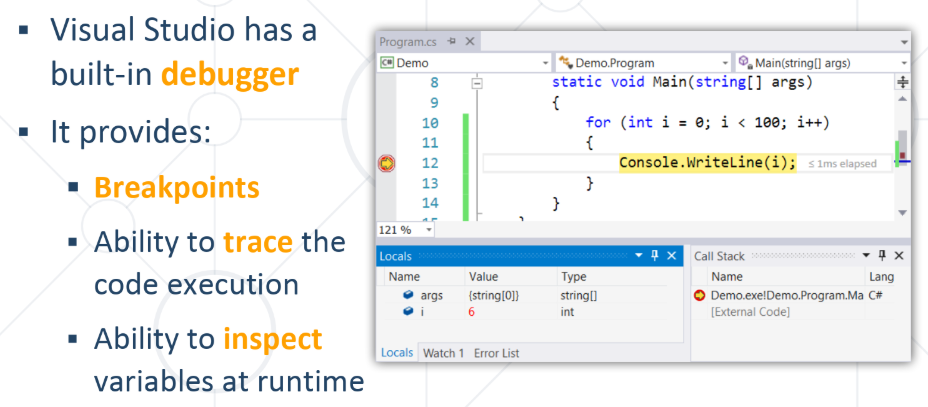 ▪ Visual Studio has a
built-in debugger
▪ It provides:
▪ Breakpoints
▪ Ability to trace the
code execution
▪ Ability to inspect
variables at runtime
Program.cs
C# Demo Demo.Program Main(string[] args)
8 static void Main(string[] args)
9 {
10 for (int i = 0; i < 100; i++)
11 {
12 Console.WriteLine(i); ≤ 1ms elapsed
13 }
14 }
15 }
121 %
Locals
Name Value Type
args {string[0]} string[]
i 6 int
Locals Watch 1 Error List
Call Stack
Name Lang
Demo.exe!Demo.Program.Ma C#
[External Code]